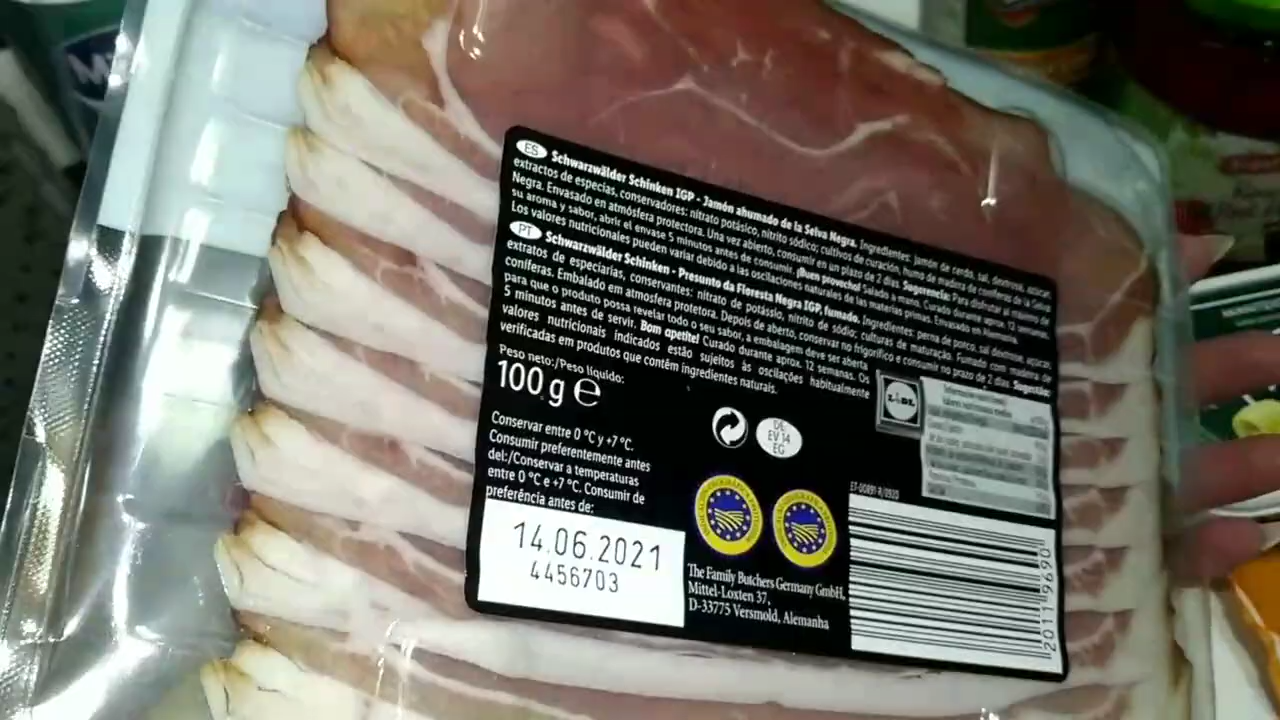 ES Schwarzwälder Schinken IGP - Jamón ahumado de la Selva Negra. Ingredientes: jamón de cerdo, sal, dextrosa, azúcar,
extractos de especias, conservadores: nitrato potásico, nitrito sódico; cultivos de curación, humo de madera de coníferas de la Selva
Negra. Envasado en atmósfera protectora. Una vez abierto, consumir en un plazo de 2 días. Sugerencia: Para disfrutar al máximo de
su aroma y sabor, abrir el envase 5 minutos antes de consumir. ¡Buen provecho! Salado a mano. Curado durante aprox. 12 semanas.
Los valores nutricionales pueden variar debido a las oscilaciones naturales de las materias primas. Envasado en Alemania.
PT Schwarzwälder Schinken - Presunto da Floresta Negra IGP, fumado. Ingredientes: perna de porco, sal, dextrose, açúcar,
extratos de especiarias, conservantes: nitrato de potássio, nitrito de sódio; culturas de maturação. Fumado com madeira de
coníferas. Embalado em atmosfera protetora. Depois de aberto, conservar no frigorífico e consumir no prazo de 2 dias. Sugestão:
para que o produto possa revelar todo o seu sabor, a embalagem deve ser aberta
5 minutos antes de servir. Bom apetite! Curado durante aprox. 12 semanas. Os
valores nutricionais indicados estão sujeitos às oscilações habitualmente
verificadas em produtos que contêm ingredientes naturais.
Peso neto:/Peso líquido:
100 g e
LIDL
Conservar entre 0 °C y +7 °C.
Consumir preferentemente antes
del:/Conservar a temperaturas
entre 0 °C e +7 °C. Consumir de
preferência antes de:
14.06.2021
4456703
DE
EV 14
EG
The Family Butchers Germany GmbH,
Mittel-Loxten 37,
D-33775 Versmold, Alemanha
20119690